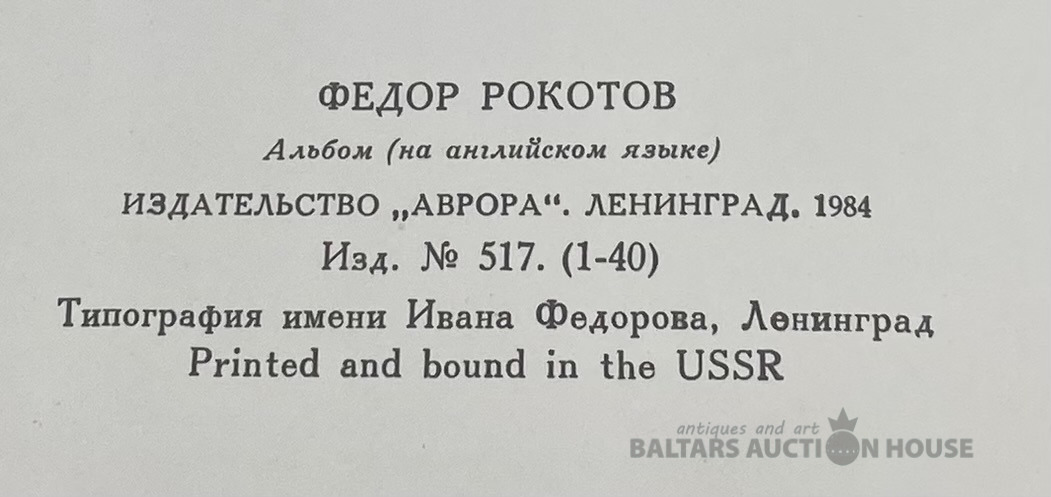 ФЕДОР РОКОТОВ
Альбом (на английском языке)
ИЗДАТЕЛЬСТВО „АВРОРА“. ЛЕНИНГРАД. 1984
Изд. № 517. (1-40)
Типография имени Ивана Федорова, Ленинград
Printed and bound in the USSR
antiques and art
BALTARS AUCTION HOUSE